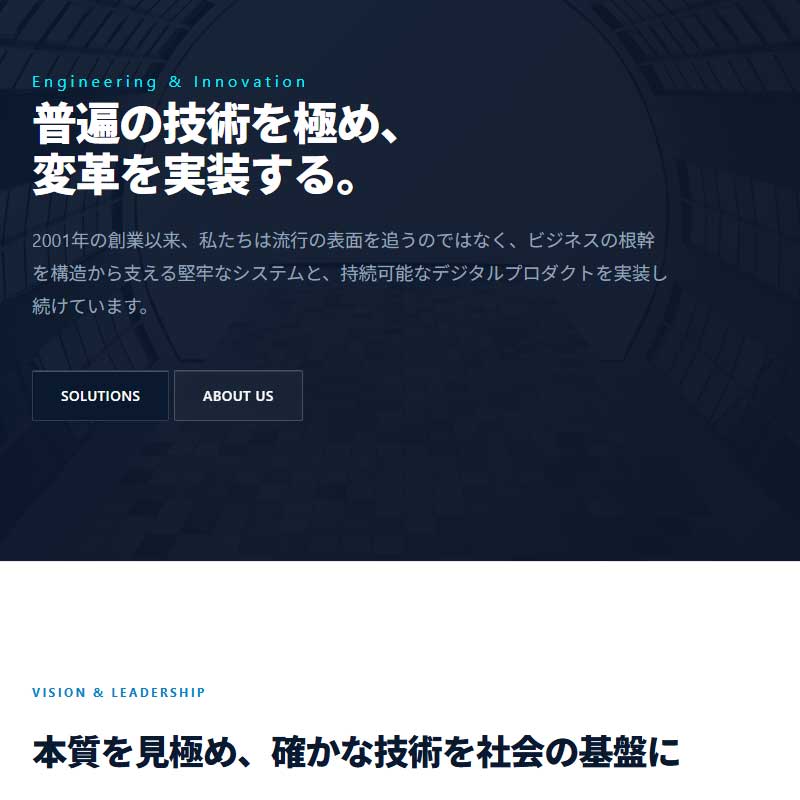 Engineering & Innovation
普遍の技術を極め、
変革を実装する。
2001年の創業以来、私たちは流行の表面を追うのではなく、ビジネスの根幹
を構造から支える堅牢なシステムと、持続可能なデジタルプロダクトを実装し
続けています。
SOLUTIONS ABOUT US
VISION & LEADERSHIP
本質を見極め、確かな技術を社会の基盤に